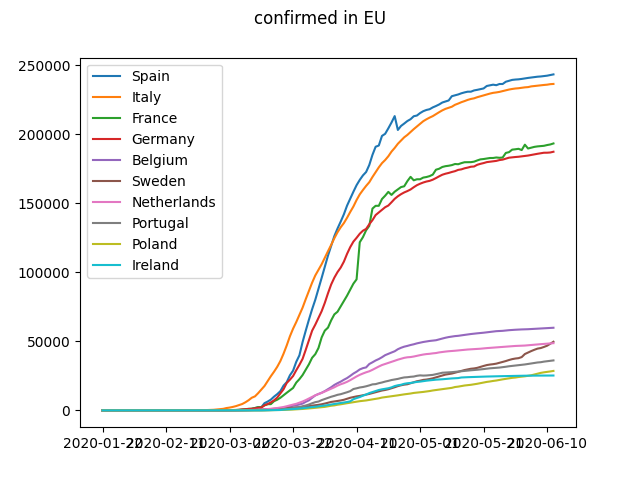 confirmed in EU
250000
200000
150000
100000
50000
0
Spain
Italy
France
Germany
Belgium
Sweden
Netherlands
Portugal
Poland
Ireland
2020-01-22 2020-02-11 2020-03-02 2020-03-22 2020-04-11 2020-05-01 2020-05-21 2020-06-10